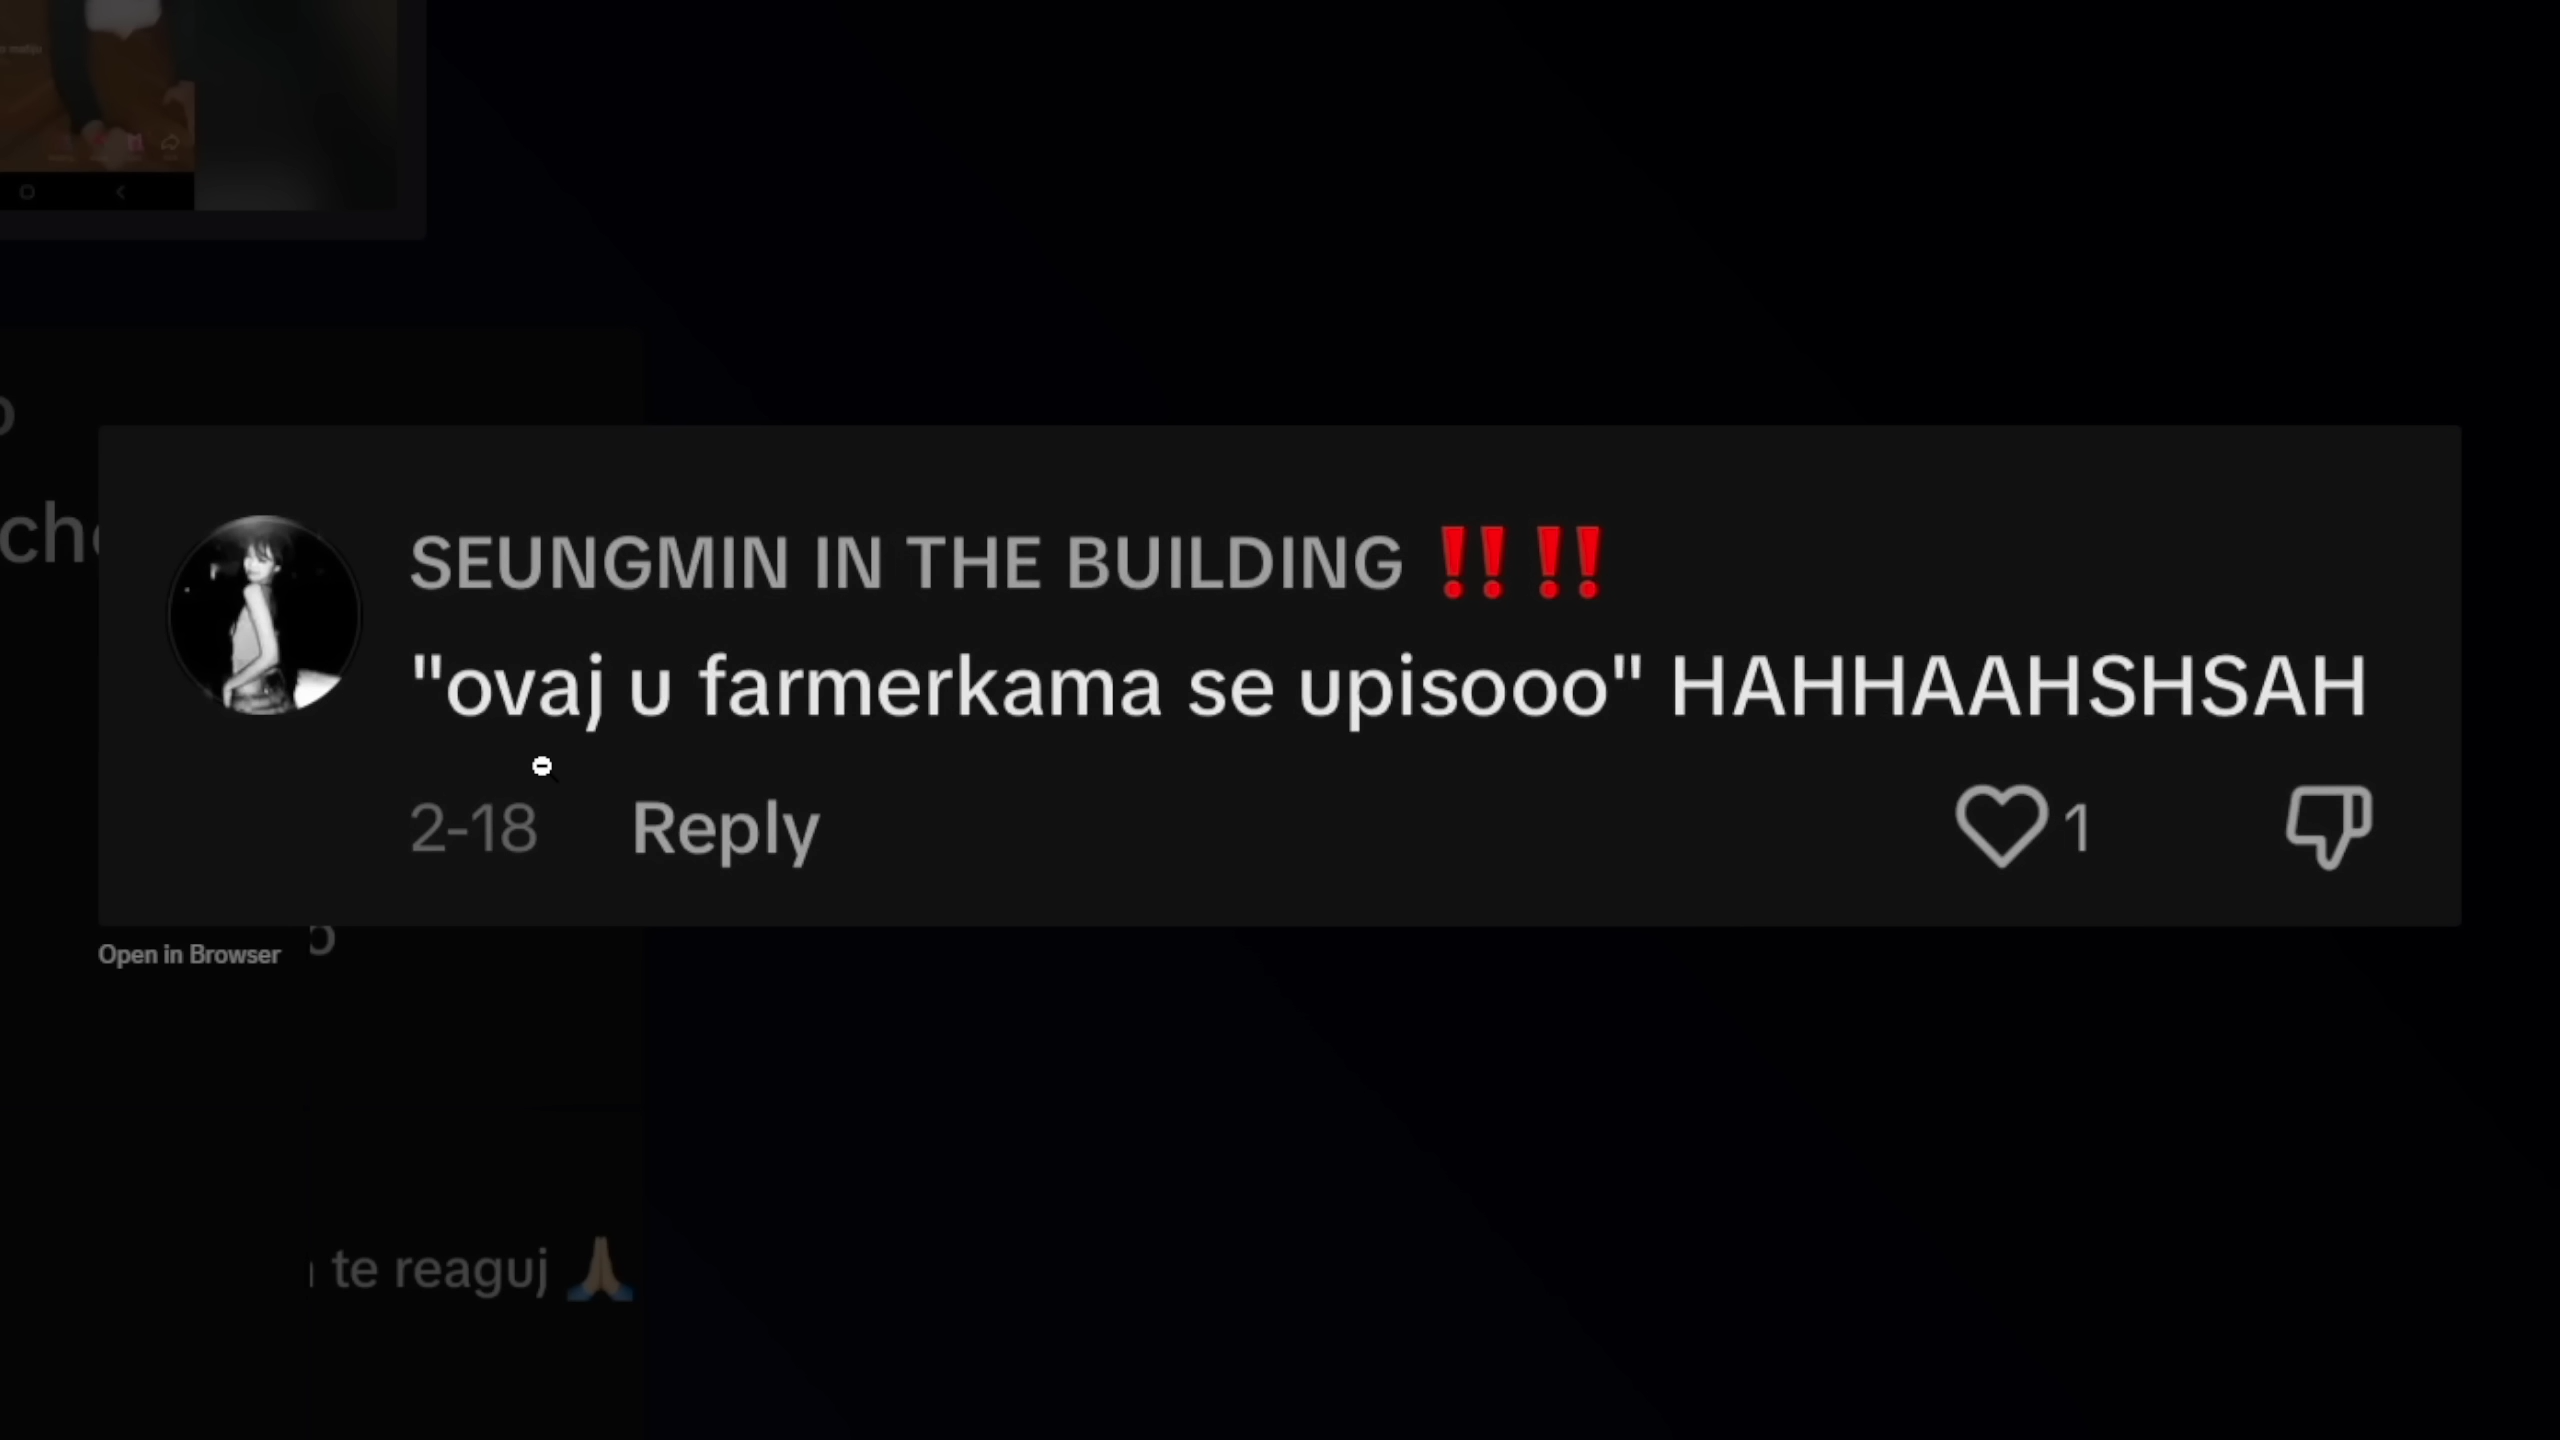 SEUNGMIN IN THE BUILDING ‼️ ‼️
"ovaj u farmerkama se upisooo" HAHHAAHSHSAH
2-18 Reply 1
Open in Browser
te reaguj 🙏🏼